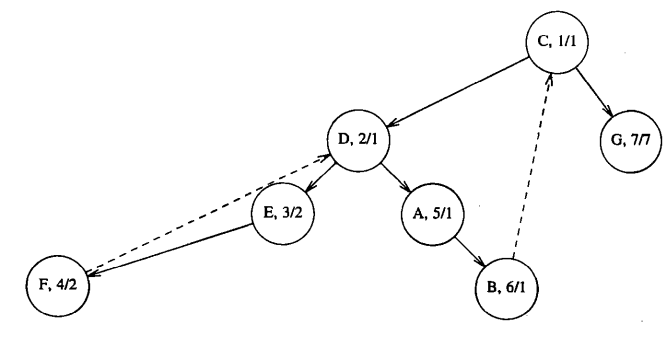 C, 1/1
D, 2/1
G, 7/7
E, 3/2
A, 5/1
F, 4/2
B, 6/1